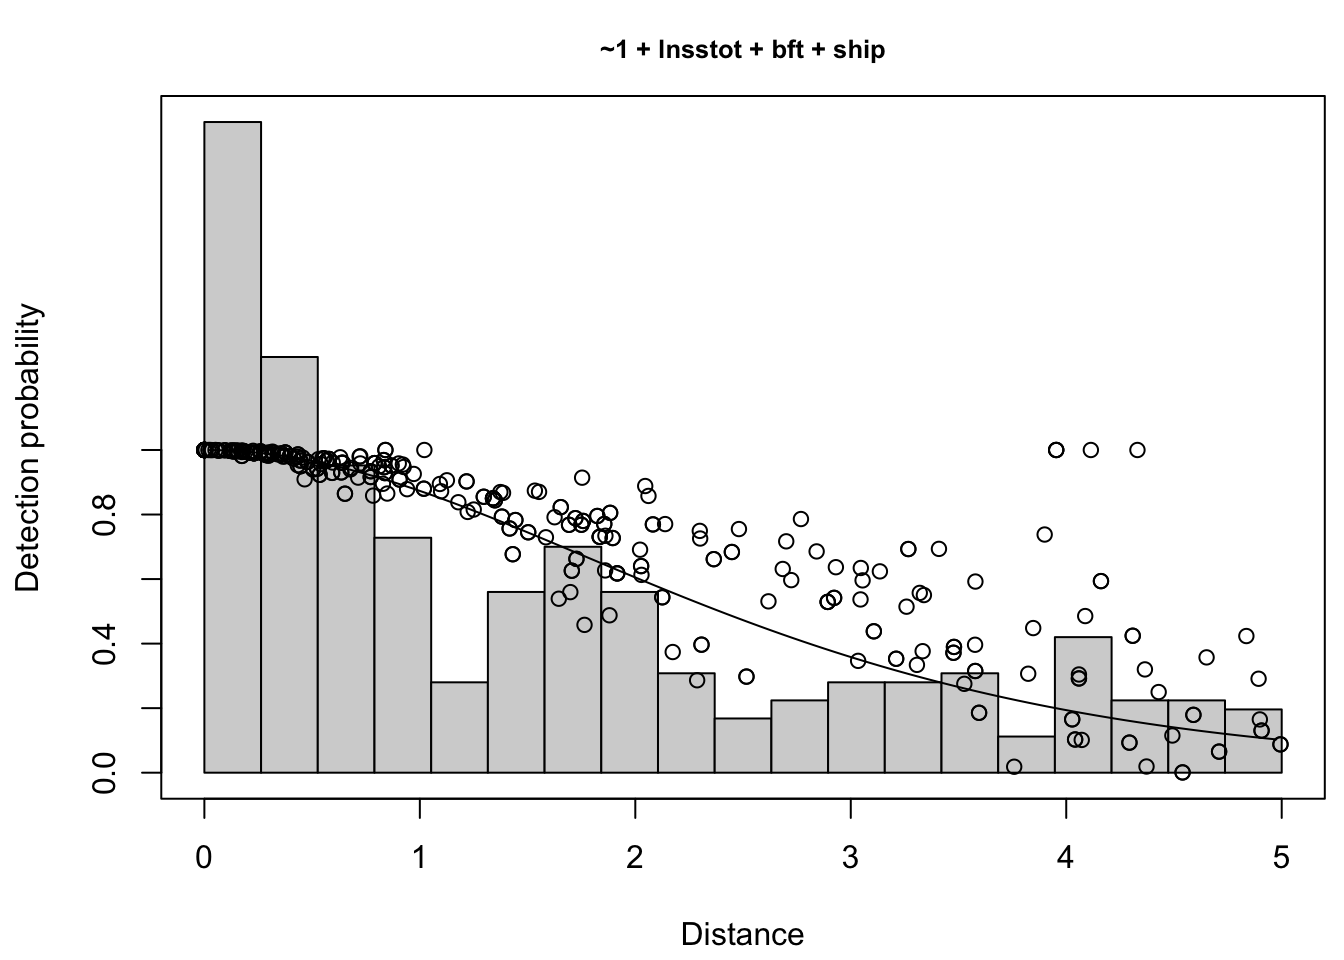 ~1 + lnsstot + bft + ship
Detection probability
0.8
0.4
0.0
0 1 2 3 4 5
Distance